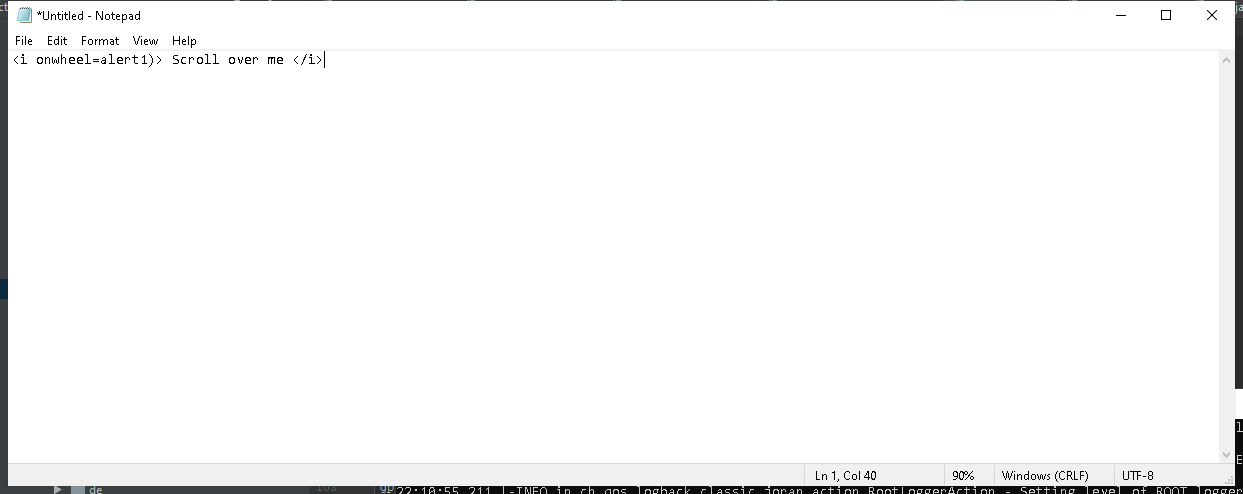 *Untitled - Notepad
File Edit Format View Help
<i onwheel=alert1)> Scroll over me </i>
Ln 1, Col 40 90% Windows (CRLF) UTF-8
de 22:10:55,211 |-INFO in ch.qos.logback.classic.joran.action.RootLoggerAction - Setting level of ROOT logger